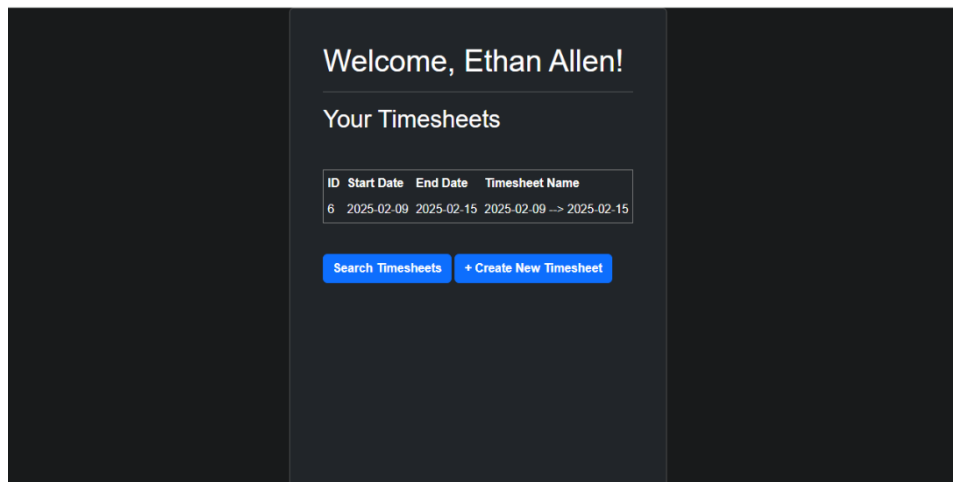 Welcome, Ethan Allen!
Your Timesheets
ID Start Date End Date Timesheet Name
6 2025-02-09 2025-02-15 2025-02-09 --> 2025-02-15
Search Timesheets + Create New Timesheet